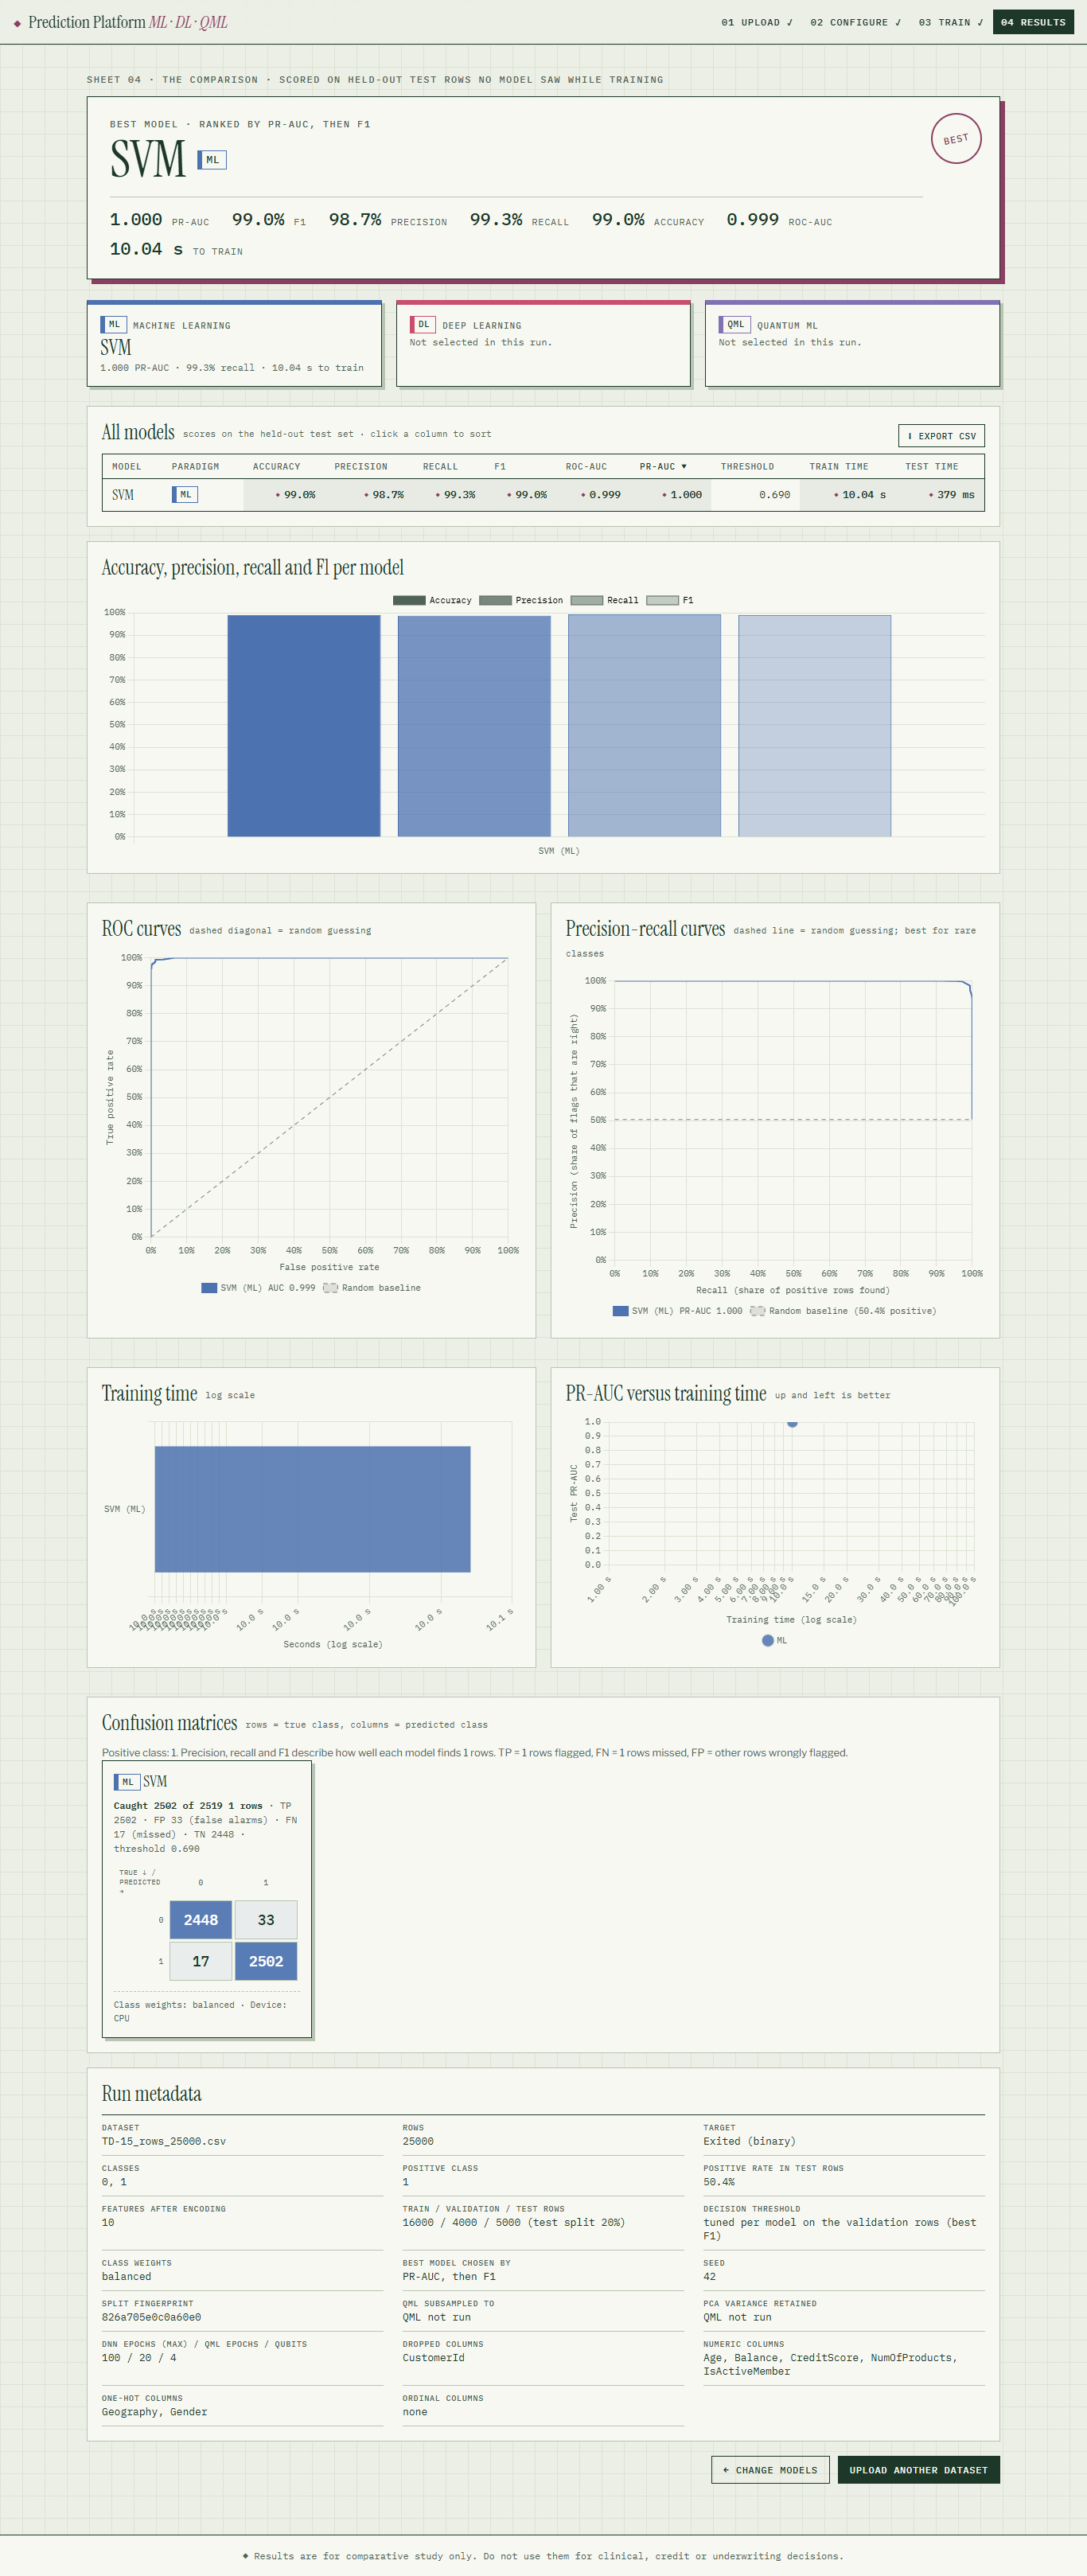 ◆ Prediction Platform ML·DL·QML
01 UPLOAD ✓ 02 CONFIGURE ✓ 03 TRAIN ✓ 04 RESULTS
SHEET 04 · THE COMPARISON · SCORED ON HELD-OUT TEST ROWS NO MODEL SAW WHILE TRAINING
BEST MODEL · RANKED BY PR-AUC, THEN F1
BEST
SVM ML
1.000 PR-AUC 99.0% F1 98.7% PRECISION 99.3% RECALL 99.0% ACCURACY 0.999 ROC-AUC
10.04 s TO TRAIN
ML MACHINE LEARNING
SVM
1.000 PR-AUC · 99.3% recall · 10.04 s to train
DL DEEP LEARNING
Not selected in this run.
QML QUANTUM ML
Not selected in this run.
All models scores on the held-out test set · click a column to sort
⬇ EXPORT CSV
MODEL PARADIGM ACCURACY PRECISION RECALL F1 ROC-AUC PR-AUC ▼ THRESHOLD TRAIN TIME TEST TIME
SVM ML ◆ 99.0% ◆ 98.7% ◆ 99.3% ◆ 99.0% ◆ 0.999 ◆ 1.000 0.690 ◆ 10.04 s ◆ 379 ms
Accuracy, precision, recall and F1 per model
Accuracy Precision Recall F1
100%
90%
80%
70%
60%
50%
40%
30%
20%
10%
0%
SVM (ML)
ROC curves dashed diagonal = random guessing
100%
90%
80%
70%
60%
50%
40%
30%
20%
10%
0%
True positive rate
0% 10% 20% 30% 40% 50% 60% 70% 80% 90% 100%
False positive rate
SVM (ML) AUC 0.999 Random baseline
Precision-recall curves dashed line = random guessing; best for rare
classes
100%
90%
80%
70%
60%
50%
40%
30%
20%
10%
0%
Precision (share of flags that are right)
0% 10% 20% 30% 40% 50% 60% 70% 80% 90% 100%
Recall (share of positive rows found)
SVM (ML) PR-AUC 1.000 Random baseline (50.4% positive)
Training time log scale
SVM (ML)
10.0 s 10.0 s 10.0 s 10.0 s 10.1 s
Seconds (log scale)
PR-AUC versus training time up and left is better
1.0
0.9
0.8
0.7
0.6
0.5
0.4
0.3
0.2
0.1
0.0
Test PR-AUC
1.00 s 2.00 s 3.00 s 4.00 s 5.00 s 10.0 s 15.0 s 20.0 s 30.0 s 40.0 s 50.0 s 100.0 s
Training time (log scale)
ML
Confusion matrices rows = true class, columns = predicted class
Positive class: 1. Precision, recall and F1 describe how well each model finds 1 rows. TP = 1 rows flagged, FN = 1 rows missed, FP = other rows wrongly flagged.
ML SVM
Caught 2502 of 2519 1 rows · TP
2502 · FP 33 (false alarms) · FN
17 (missed) · TN 2448 ·
threshold 0.690
TRUE ↓ /
PREDICTED
→
0 1
0 2448 33
1 17 2502
Class weights: balanced · Device:
CPU
Run metadata
DATASET
TD-15_rows_25000.csv
ROWS
25000
TARGET
Exited (binary)
CLASSES
0, 1
POSITIVE CLASS
1
POSITIVE RATE IN TEST ROWS
50.4%
FEATURES AFTER ENCODING
10
TRAIN / VALIDATION / TEST ROWS
16000 / 4000 / 5000 (test split 20%)
DECISION THRESHOLD
tuned per model on the validation rows (best
F1)
CLASS WEIGHTS
balanced
BEST MODEL CHOSEN BY
PR-AUC, then F1
SEED
42
SPLIT FINGERPRINT
826a705e0c0a60e0
QML SUBSAMPLED TO
QML not run
PCA VARIANCE RETAINED
QML not run
DNN EPOCHS (MAX) / QML EPOCHS / QUBITS
100 / 20 / 4
DROPPED COLUMNS
CustomerId
NUMERIC COLUMNS
Age, Balance, CreditScore, NumOfProducts,
IsActiveMember
ONE-HOT COLUMNS
Geography, Gender
ORDINAL COLUMNS
none
← CHANGE MODELS
UPLOAD ANOTHER DATASET
◆ Results are for comparative study only. Do not use them for clinical, credit or underwriting decisions.